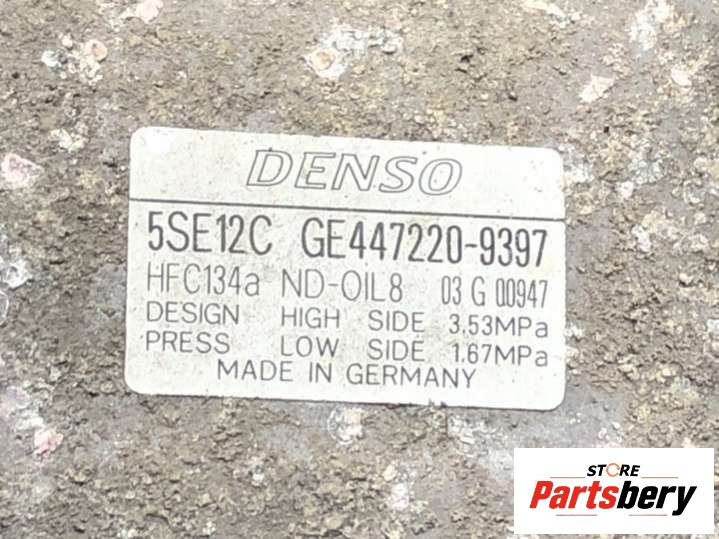 DENSO
5SE12C GE447220-9397
HFC134a ND-OIL8 03 G 00947
DESIGN HIGH SIDE 3.53MPa
PRESS LOW SIDE 1.67MPa
MADE IN GERMANY
STORE
Partsbery